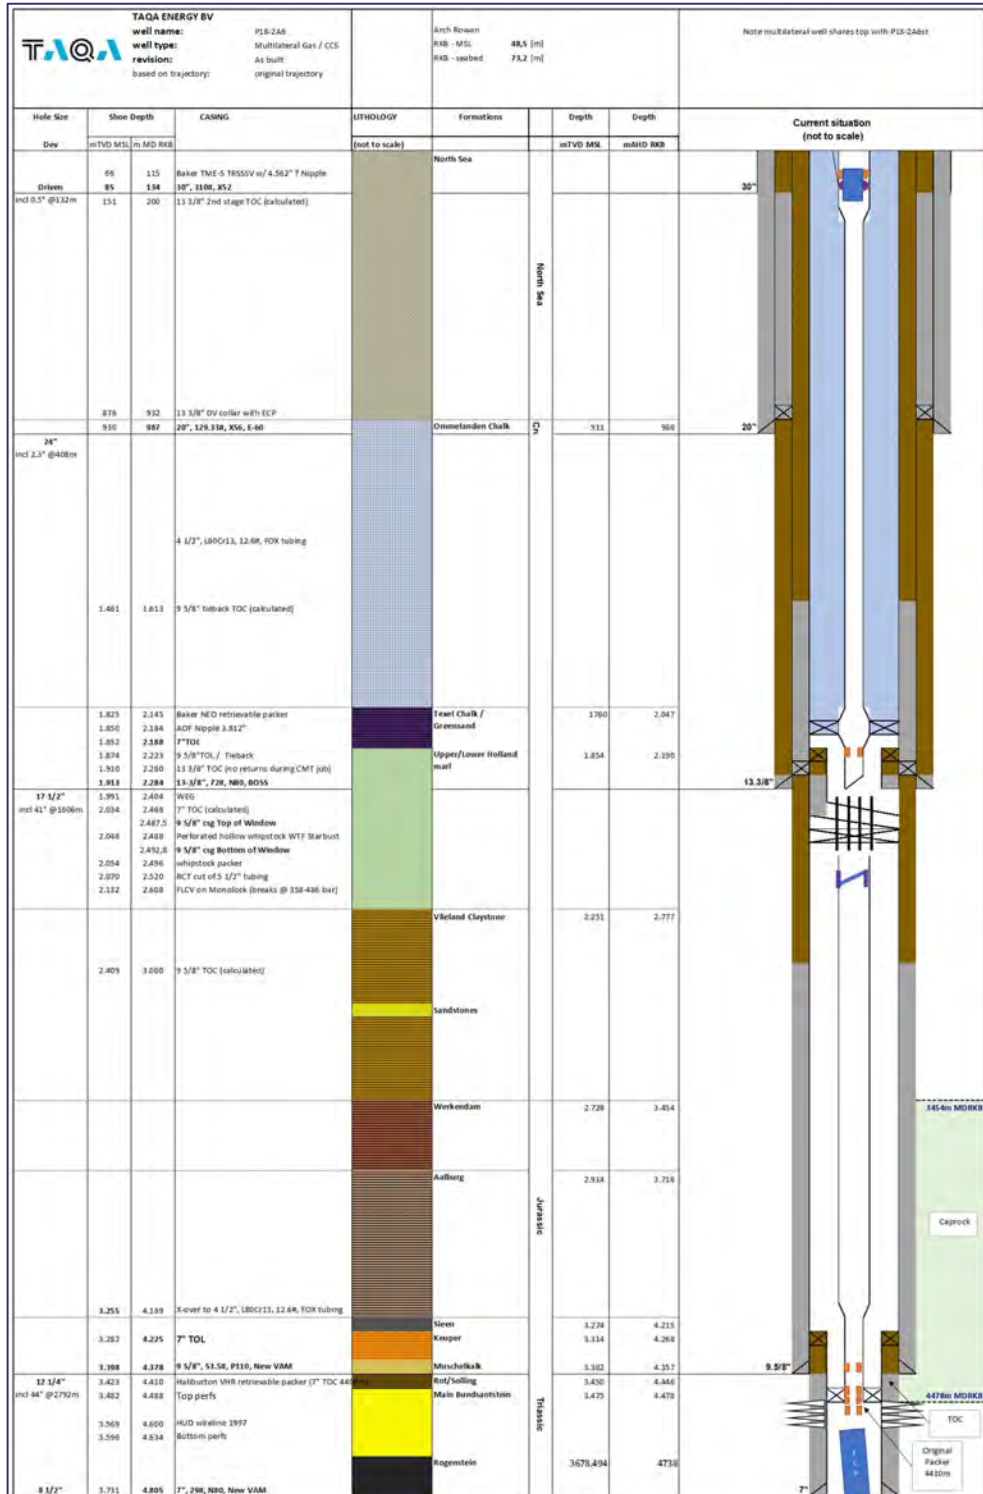 TAQA
TAQA ENERGY BV
well name: P18-2A6
well type: Multilateral Gas / CCS
revision: As built
based on trajectory: original trajectory
Arch Rowan
RKB - MSL 48,5 [m]
RKB - seabed 73,2 [m]
Note multilateral well shares top with P18-2A6st
Hole Size Shoe Depth CASING LITHOLOGY Formations Depth Depth
Current situation
(not to scale)
Dev mTVD MSL m MD RKB (not to scale) mTVD MSL mAHD RKB
North Sea
66 115 Baker TME-5 TRSSSV w/ 4.562" ? Nipple
Driven 85 134 30", 310#, X52
30"
incl 0.5° @132m 151 200 13 3/8" 2nd stage TOC (calculated)
North Sea
876 932 13 3/8" DV collar with ECP
930 987 20", 129.33#, X56, E-60
Ommelanden Chalk 911 966
Cn
20"
24"
incl 2.3° @408m
4 1/2", L80Cr13, 12.6#, FOX tubing
1.461 1.613 9 5/8" tieback TOC (calculated)
1.825 2.145 Baker NEO retrievable packer
Texel Chalk / Greensand 1760 2.047
1.850 2.184 AOF Nipple 3.812"
1.852 2.188 7"TOL
1.874 2.223 9 5/8"TOL / Tieback
Upper/Lower Holland marl 1.854 2.190
1.910 2.280 13 3/8" TOC (no returns during CMT job)
1.913 2.284 13-3/8", 72#, N80, BOSS
13.3/8"
17 1/2" 1.991 2.404 WEG
incl 41° @1806m 2.034 2.468 7" TOC (calculated)
2.487,5 9 5/8" csg Top of Window
2.048 2.488 Perforated hollow whipstock WTF Starbust
2.492,8 9 5/8" csg Bottom of Window
2.054 2.496 whipstock packer
2.070 2.520 RCT cut of 5 1/2" tubing
2.132 2.608 FLCV on Monolock (breaks @ 358-486 bar)
Vlieland Claystone 2.251 2.777
2.409 3.000 9 5/8" TOC (calculated)
Sandstones
Werkendam 2.728 3.454
3454m MDRKB
Aalburg 2.914 3.716
Jurassic
Caprock
3.255 4.189 X-over to 4 1/2", L80Cr13, 12.6#, FOX tubing
Sleen 3.274 4.215
3.282 4.225 7" TOL
Keuper 3.314 4.268
3.398 4.378 9 5/8", 53.5#, P110, New VAM
Muschelkalk 3.382 4.357
9.5/8"
12 1/4" 3.423 4.410 Haliburton VHR retrievable packer (7" TOC
Rot/Solling 3.450 4.446
incl 44° @2792m 3.482 4.488 Top perfs
Main Bundsantstein 3.475 4.478
4478m MDRKB
Triassic
TOC
3.569 4.600 HUD wireline 1997
3.596 4.634 Bottom perfs
Original
Packer
4410m
Rogenstein 3678,494 4738
8 1/2" 3.731 4.805 7", 29#, N80, New VAM
7"